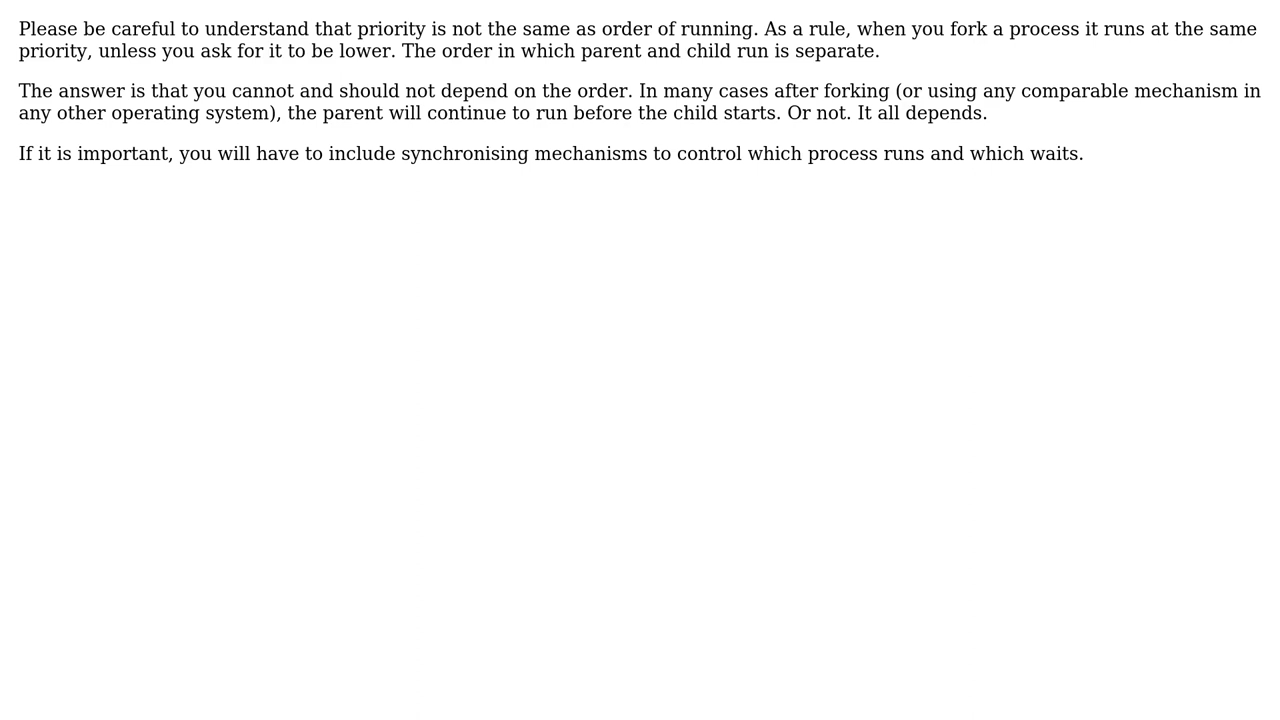 Please be careful to understand that priority is not the same as order of running. As a rule, when you fork a process it runs at the same
priority, unless you ask for it to be lower. The order in which parent and child run is separate.
The answer is that you cannot and should not depend on the order. In many cases after forking (or using any comparable mechanism in
any other operating system), the parent will continue to run before the child starts. Or not. It all depends.
If it is important, you will have to include synchronising mechanisms to control which process runs and which waits.